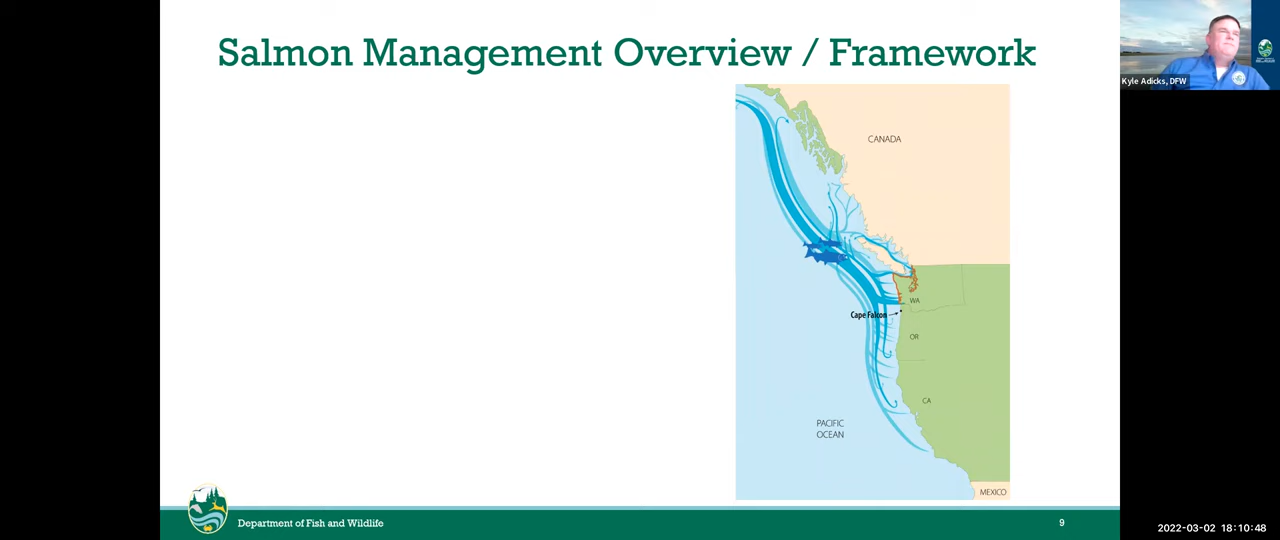 Salmon Management Overview / Framework
Kyle Adicks, DFW
CANADA
WA
Cape Falcon
OR
CA
PACIFIC
OCEAN
MEXICO
Department of Fish and Wildlife
9
2022-03-02 18:10:48